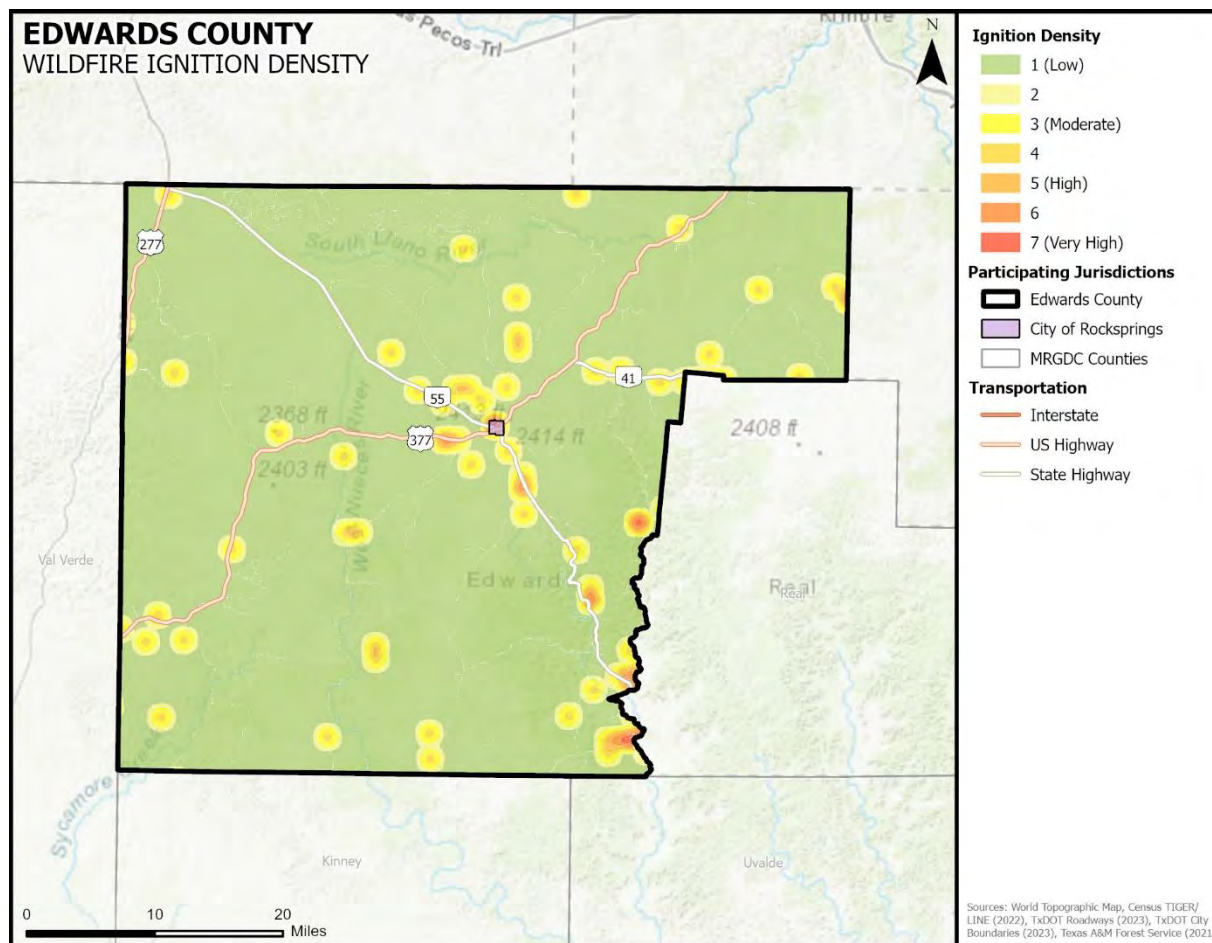 EDWARDS COUNTY
WILDFIRE IGNITION DENSITY
Pecos Trl
Kimble
N
277
South Llano River
41
55
2368 ft
377
2414 ft
2408 ft
2403 ft
West Nueces River
Val Verde
Edward
Real
Real
Sycamore
Kinney
Uvalde
0 10 20
Miles
Ignition Density
1 (Low)
2
3 (Moderate)
4
5 (High)
6
7 (Very High)
Participating Jurisdictions
Edwards County
City of Rocksprings
MRGDC Counties
Transportation
Interstate
US Highway
State Highway
Sources: World Topographic Map, Census TIGER/
LINE (2022), TxDOT Roadways (2023), TxDOT City
Boundaries (2023), Texas A&M Forest Service (2021